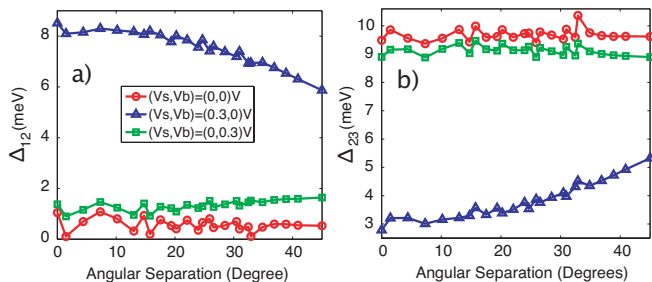 a)
Δ12(meV)
8
6
4
2
0
(Vs,Vb)=(0,0)V
(Vs,Vb)=(0.3,0)V
(Vs,Vb)=(0,0.3)V
0 10 20 30 40
Angular Separation (Degree)
b)
Δ23(meV)
10
9
8
7
6
5
4
3
0 10 20 30 40
Angular Separation (Degrees)